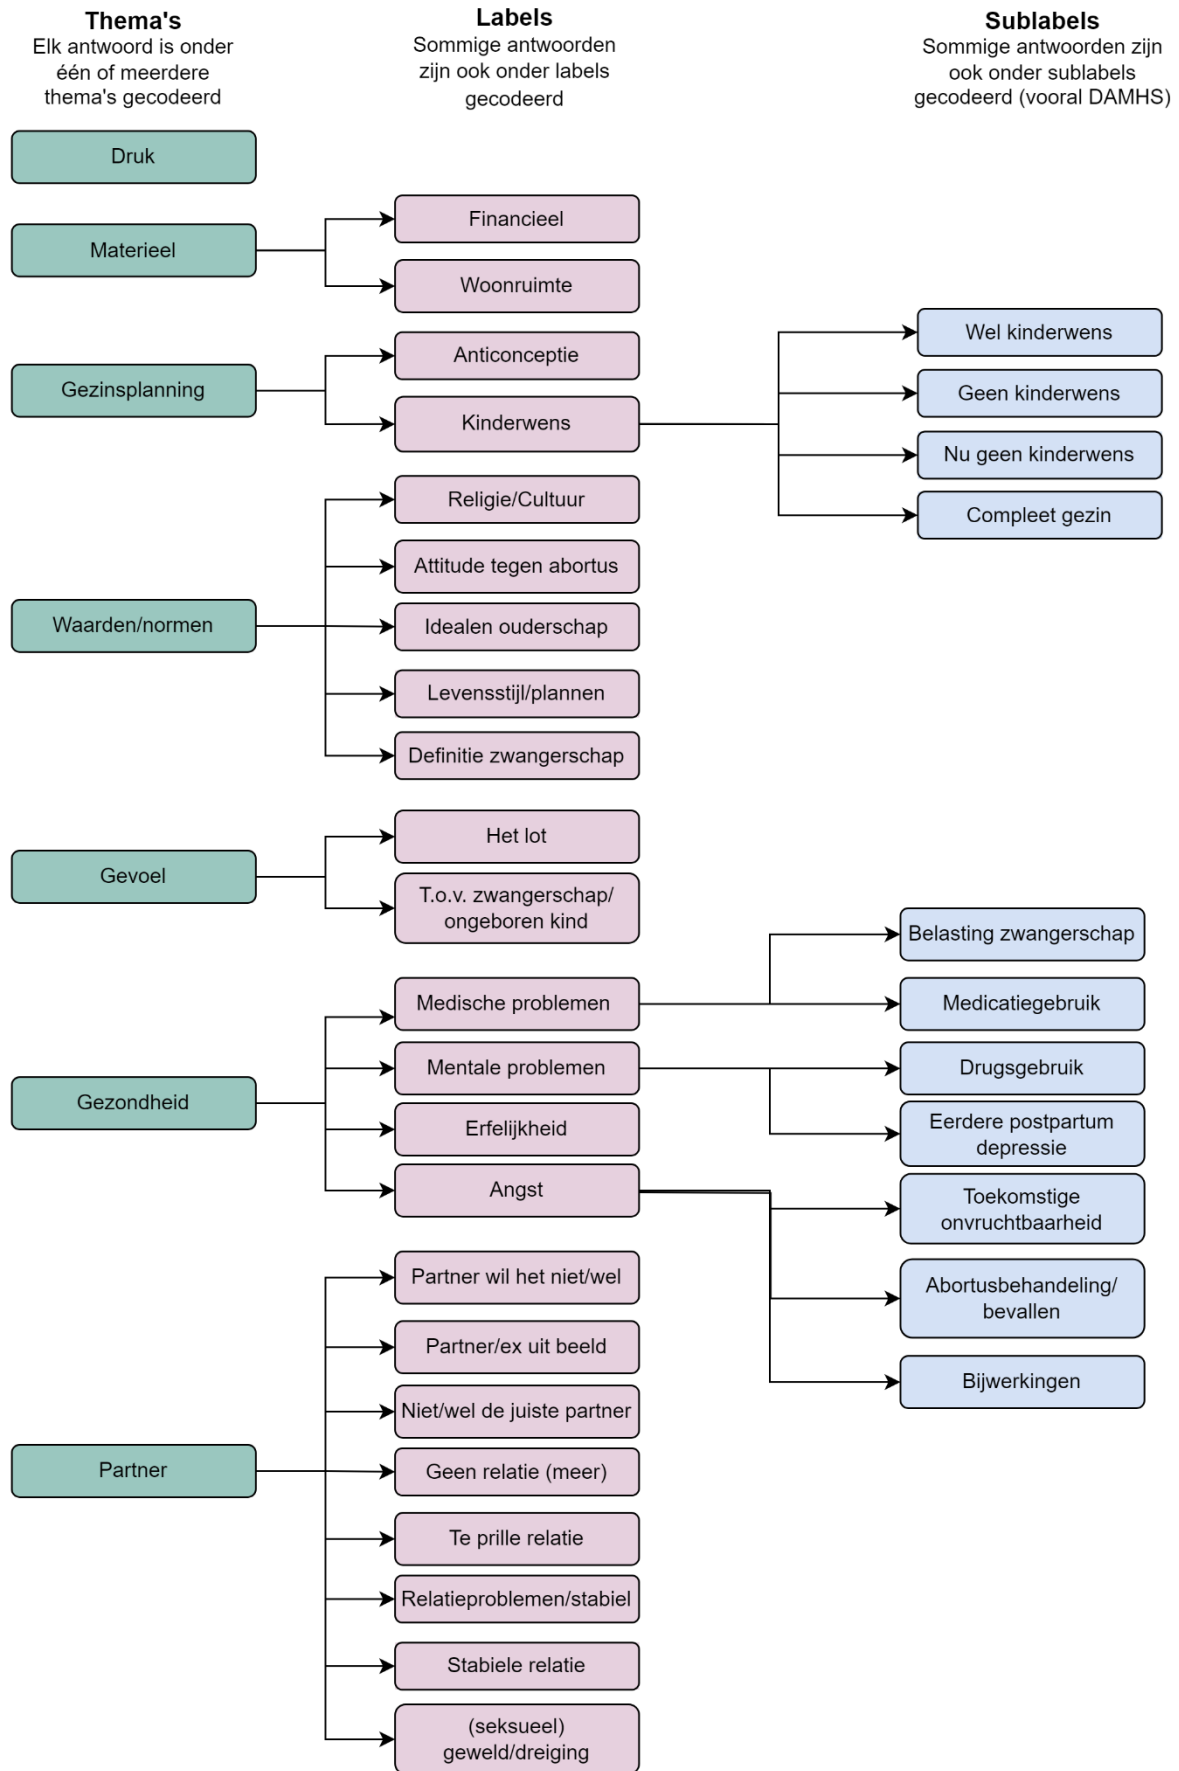 Thema's
Elk antwoord is onder
één of meerdere
thema's gecodeerd
Labels
Sommige antwoorden
zijn ook onder labels
gecodeerd
Sublabels
Sommige antwoorden zijn
ook onder sublabels
gecodeerd (vooral DAMHS)
Druk
Materieel
Financieel
Woonruimte
Gezinsplanning
Anticonceptie
Kinderwens
Wel kinderwens
Geen kinderwens
Nu geen kinderwens
Compleet gezin
Waarden/normen
Religie/Cultuur
Attitude tegen abortus
Idealen ouderschap
Levensstijl/plannen
Definitie zwangerschap
Gevoel
Het lot
T.o.v. zwangerschap/
ongeboren kind
Gezondheid
Medische problemen
Belasting zwangerschap
Medicatiegebruik
Mentale problemen
Drugsgebruik
Eerdere postpartum
depressie
Erfelijkheid
Angst
Toekomstige
onvruchtbaarheid
Abortusbehandeling/
bevallen
Bijwerkingen
Partner
Partner wil het niet/wel
Partner/ex uit beeld
Niet/wel de juiste partner
Geen relatie (meer)
Te prille relatie
Relatieproblemen/stabiel
Stabiele relatie
(seksueel)
geweld/dreiging